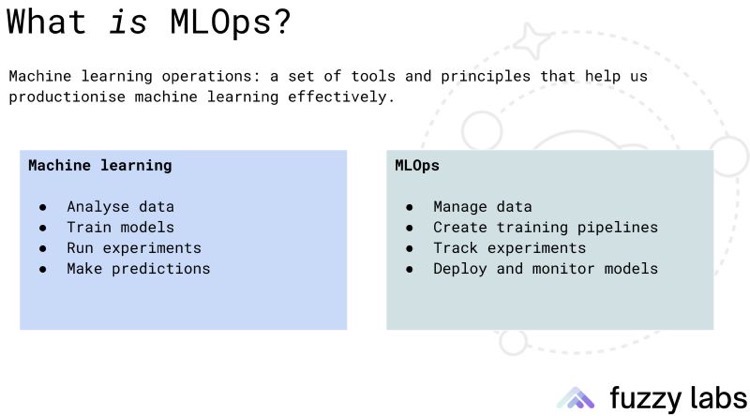 What is MLOps?
Machine learning operations: a set of tools and principles that help us
productionise machine learning effectively.
Machine learning
● Analyse data
● Train models
● Run experiments
● Make predictions
MLOps
● Manage data
● Create training pipelines
● Track experiments
● Deploy and monitor models
fuzzy labs